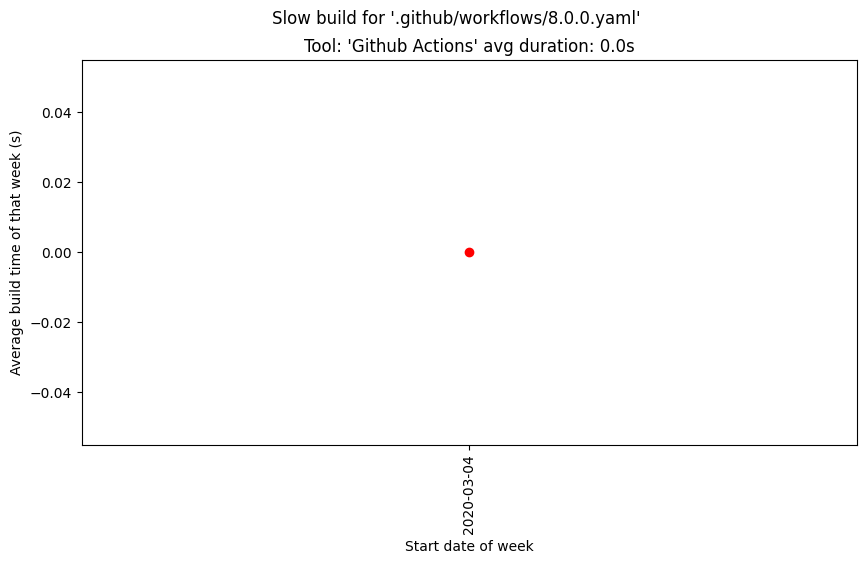 Slow build for '.github/workflows/8.0.0.yaml'
Tool: 'Github Actions' avg duration: 0.0s
Average build time of that week (s)
0.04
0.02
0.00
−0.02
−0.04
2020-03-04
Start date of week